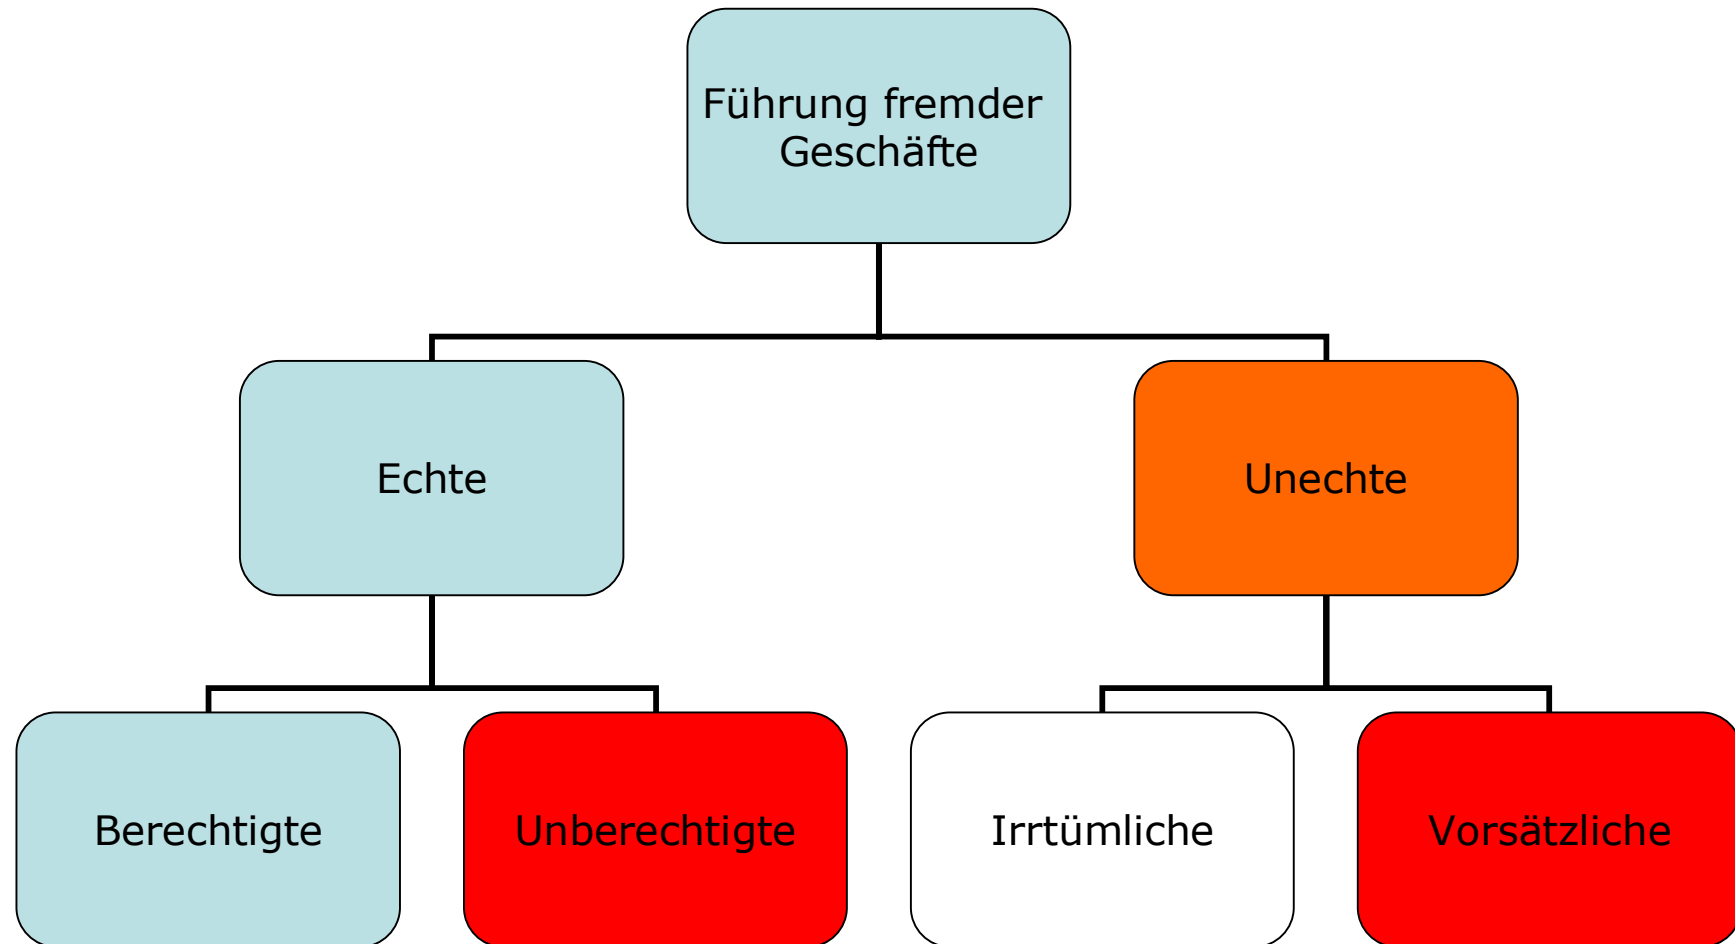 Führung fremder
Geschäfte
Echte
Unechte
Berechtigte
Unberechtigte
Irrtümliche
Vorsätzliche